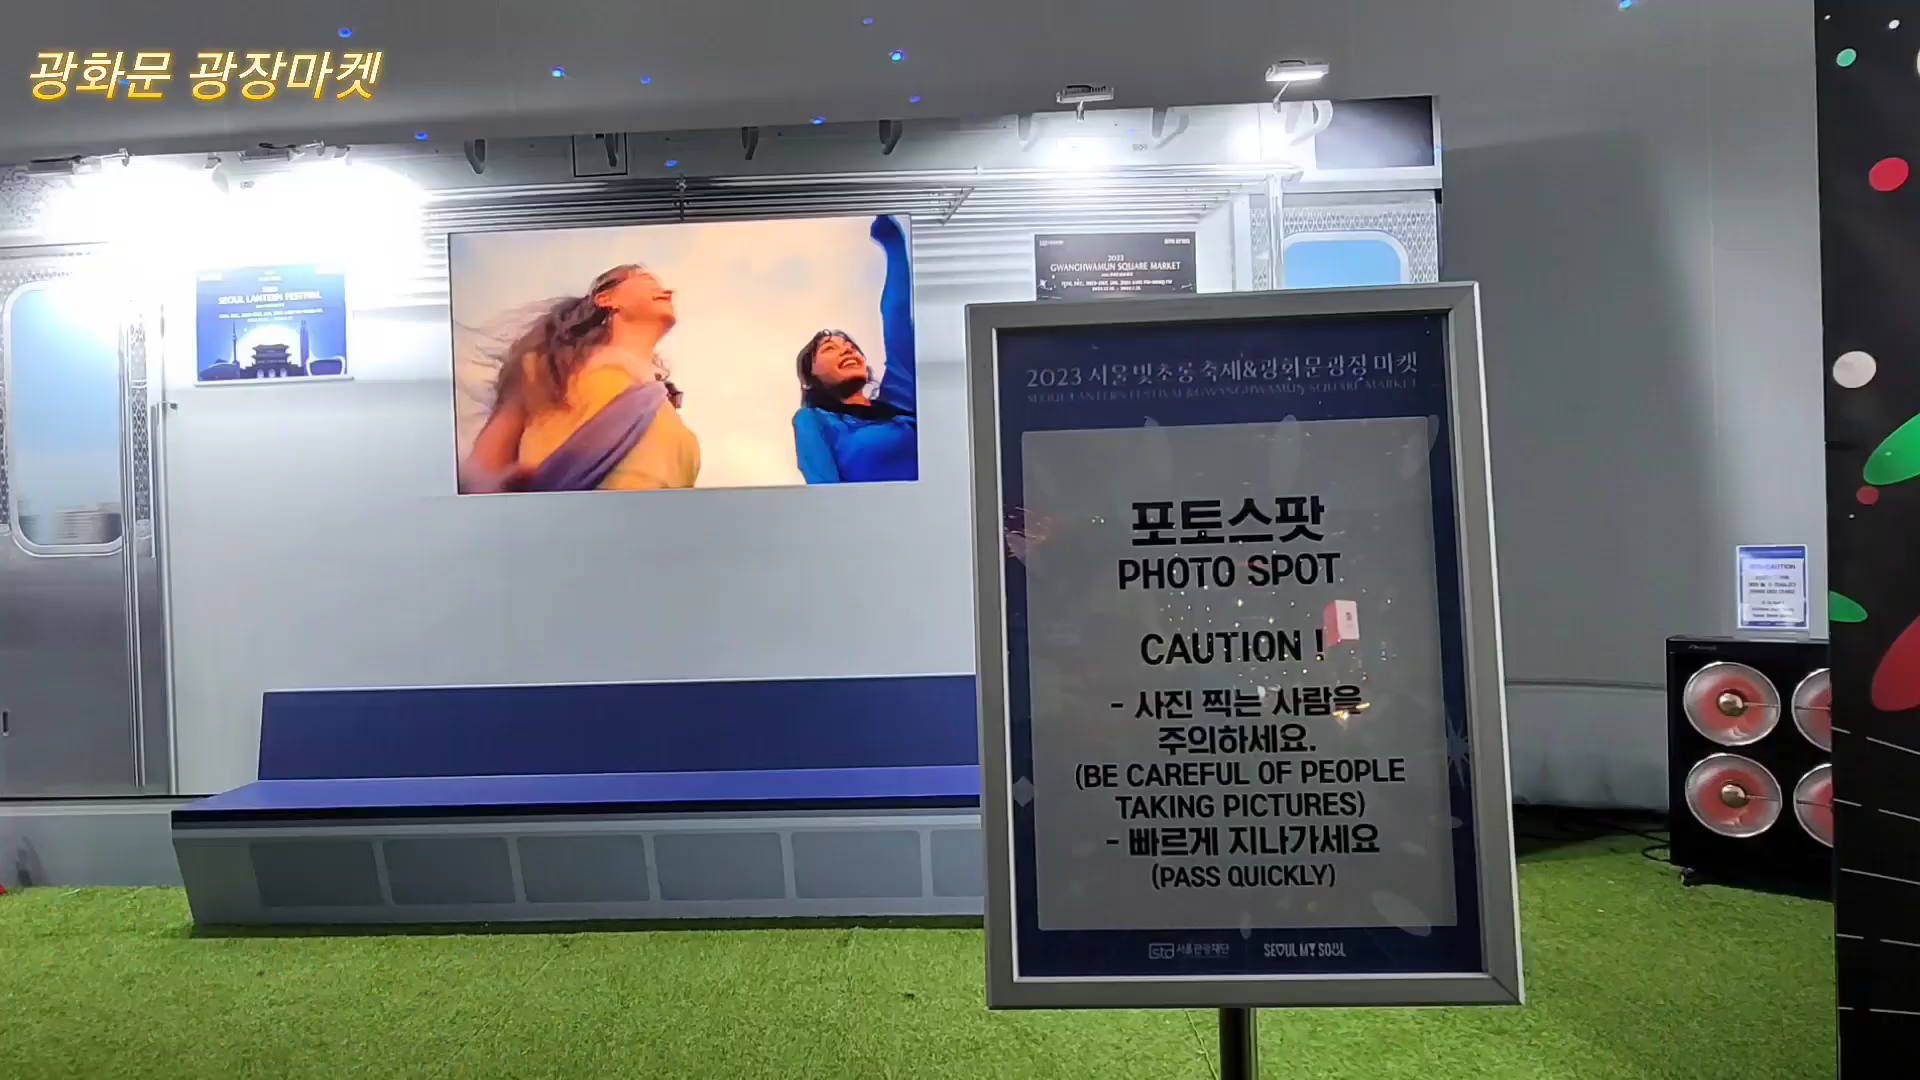 광화문 광장마켓
2023
SEOUL LANTERN FESTIVAL
2023
GWANGHWAMUN SQUARE MARKET
2023 서울빛초롱축제&광화문광장 마켓
SEOUL LANTERN FESTIVAL&GWANGHWAMUN SQUARE MARKET
포토스팟
PHOTO SPOT
CAUTION !
- 사진 찍는 사람을
주의하세요.
(BE CAREFUL OF PEOPLE
TAKING PICTURES)
- 빠르게 지나가세요
(PASS QUICKLY)
sto 서울관광재단
SEOUL MY SOUL
CAUTION